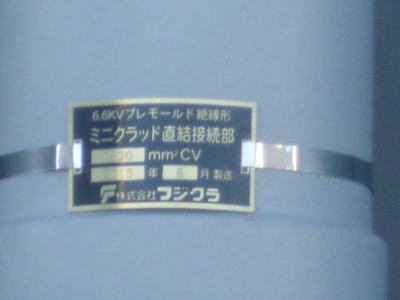 6.6KVプレモールド絶縁形
ミニクラッド直結接続部
mm²CV
年 6 月 製造
株式会社フジクラ